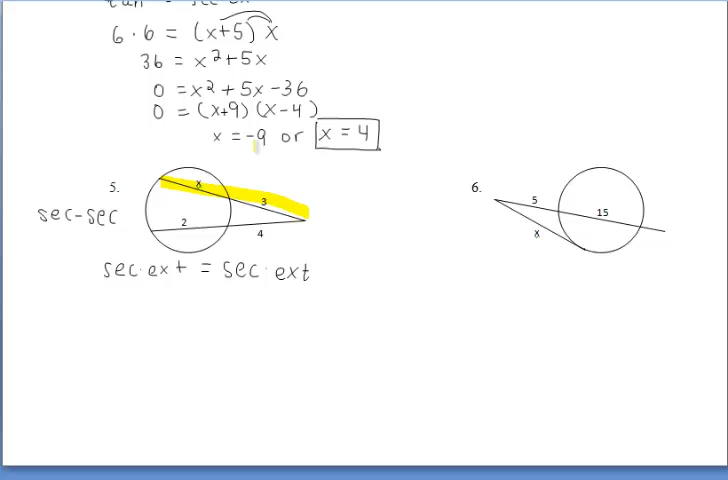 6 · 6 = (x+5) x
36 = x² + 5x
0 = x² + 5x - 36
0 = (x+9) (x-4)
x = -9 or x = 4
5.
x
3
sec-sec
2
4
sec·ext = sec·ext
6.
5
15
x